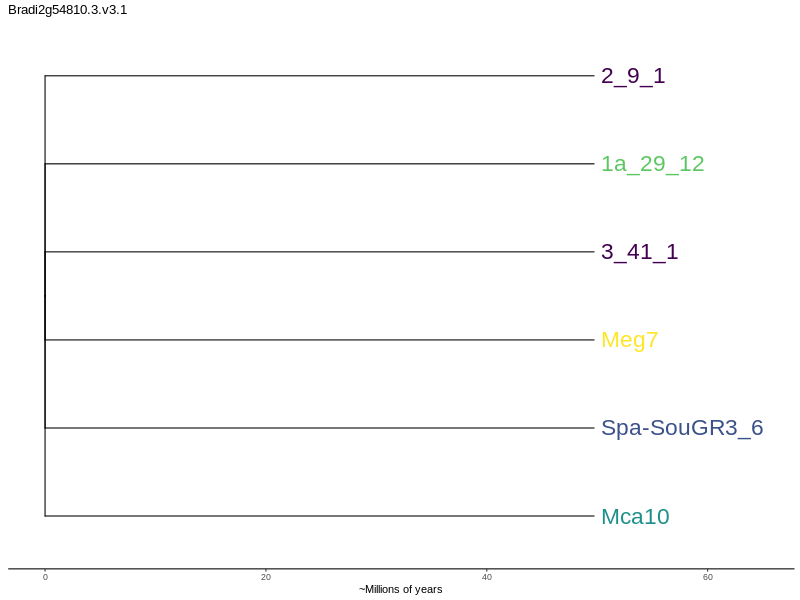 Bradi2g54810.3.v3.1
2_9_1
1a_29_12
3_41_1
Meg7
Spa-SouGR3_6
Mca10
0 20 40 60
~Millions of years